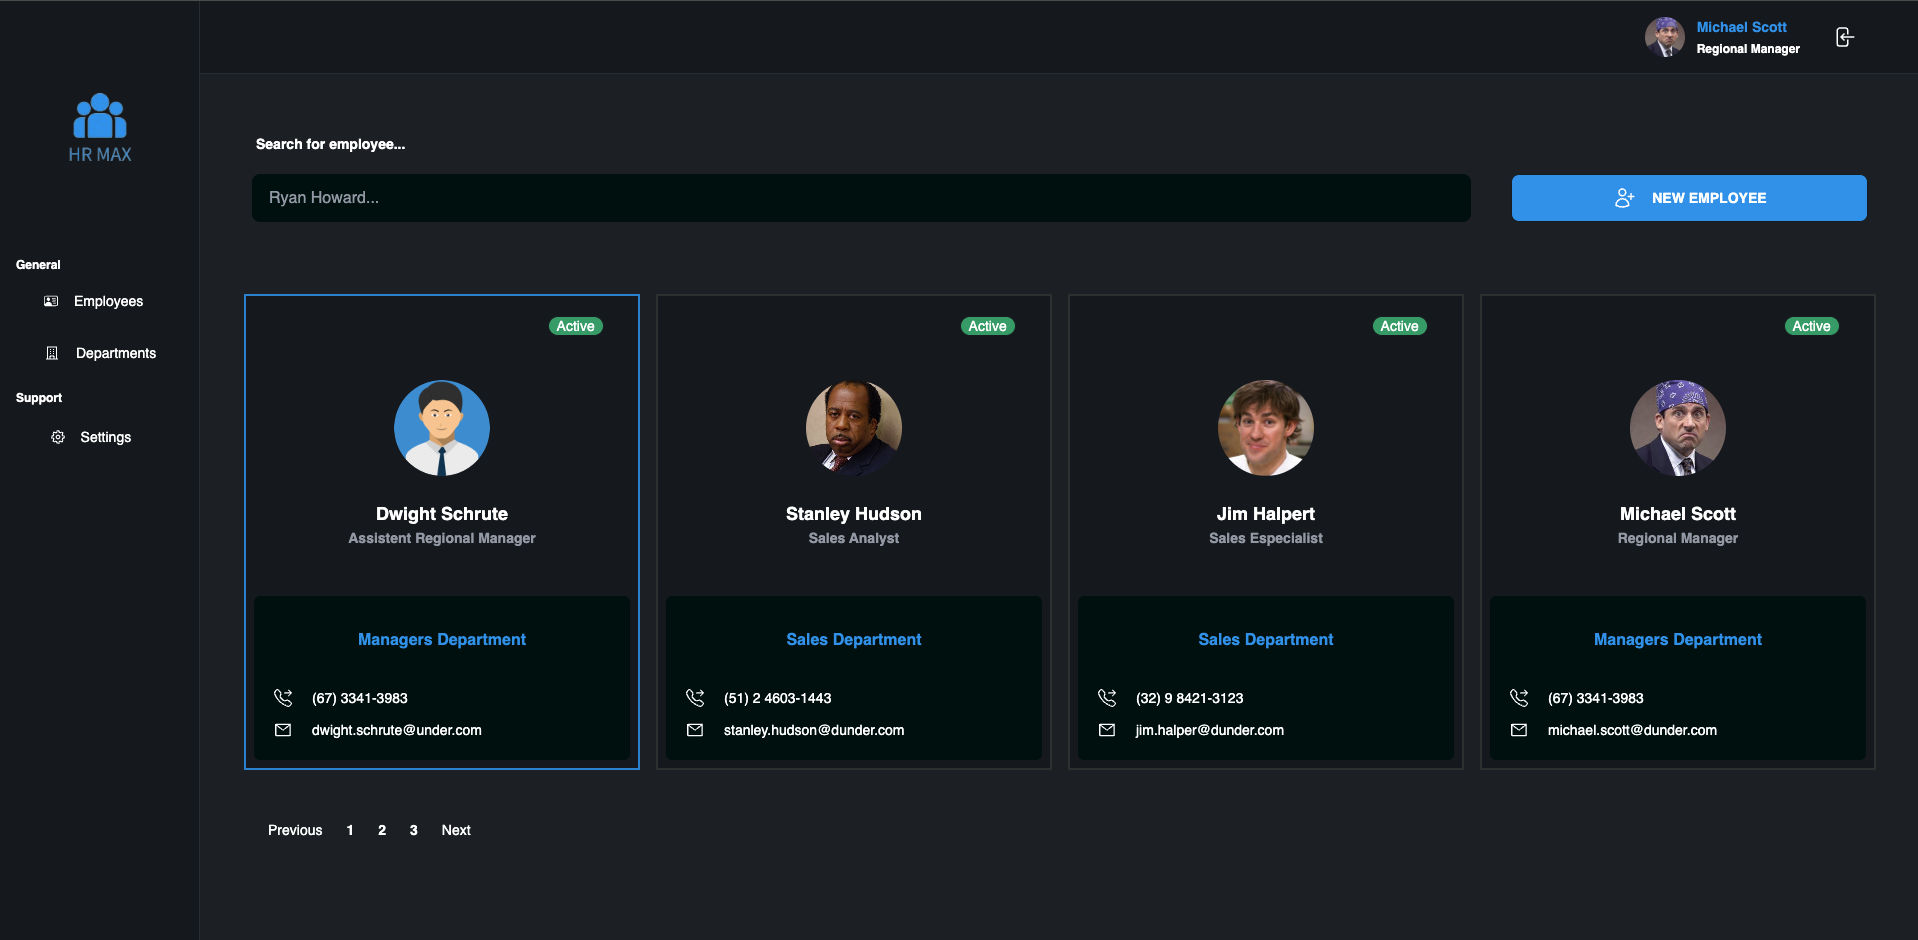 Michael Scott
Regional Manager
HR MAX
General
Employees
Departments
Support
Settings
Search for employee...
Ryan Howard...
NEW EMPLOYEE
Active
Dwight Schrute
Assistent Regional Manager
Managers Department
(67) 3341-3983
dwight.schrute@under.com
Active
Stanley Hudson
Sales Analyst
Sales Department
(51) 2 4603-1443
stanley.hudson@dunder.com
Active
Jim Halpert
Sales Especialist
Sales Department
(32) 9 8421-3123
jim.halper@dunder.com
Active
Michael Scott
Regional Manager
Managers Department
(67) 3341-3983
michael.scott@dunder.com
Previous 1 2 3 Next